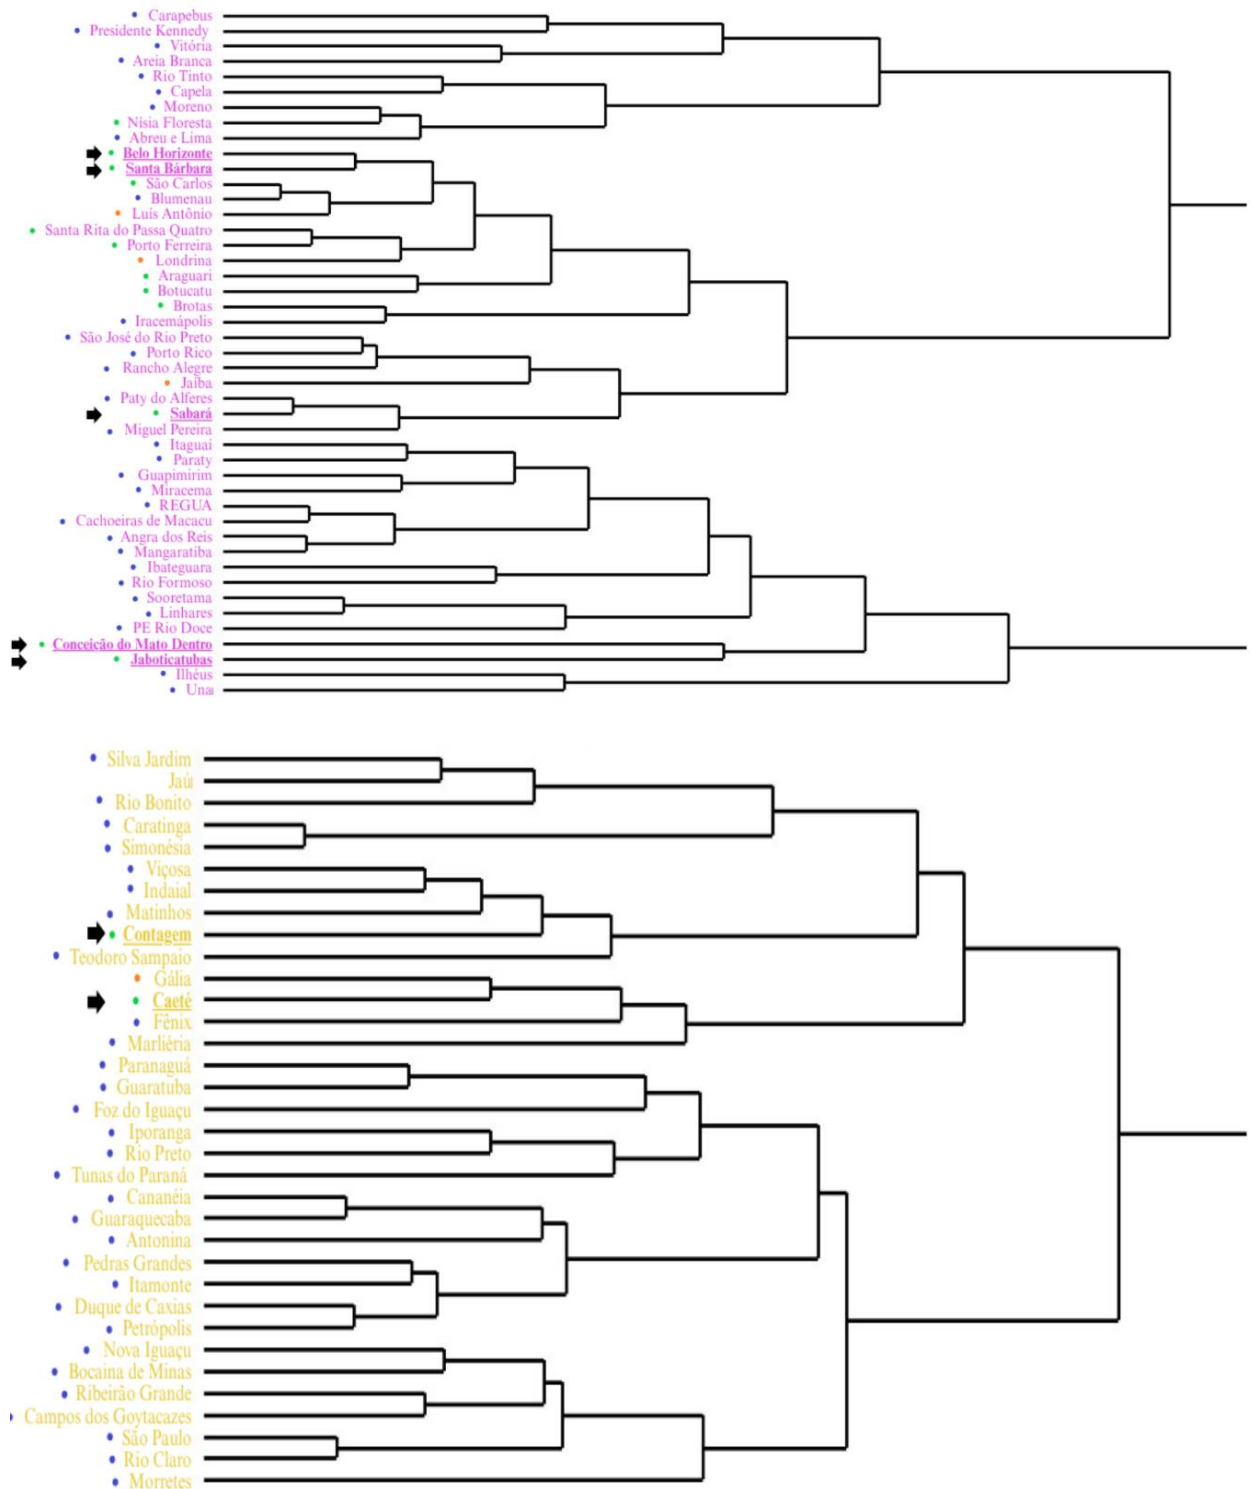 Carapebus
Presidente Kennedy
Vitória
Areia Branca
Rio Tinto
Capela
Moreno
Nísia Floresta
Abreu e Lima
Belo Horizonte
Santa Bárbara
São Carlos
Blumenau
Luís Antônio
Santa Rita do Passa Quatro
Porto Ferreira
Londrina
Araguari
Botucatu
Brotas
Iracemápolis
São José do Rio Preto
Porto Rico
Rancho Alegre
Jaíba
Paty do Alferes
Sabará
Miguel Pereira
Itaguaí
Paraty
Guapimirim
Miracema
REGUA
Cachoeiras de Macacu
Angra dos Reis
Mangaratiba
Ibateguara
Rio Formoso
Sooretama
Linhares
PE Rio Doce
Conceição do Mato Dentro
Jaboticatubas
Ilhéus
Una
Silva Jardim
Jaú
Rio Bonito
Caratinga
Simonésia
Viçosa
Indaial
Matinhos
Contagem
Teodoro Sampaio
Gália
Caeté
Fênix
Marliéria
Paranaguá
Guaratuba
Foz do Iguaçu
Iporanga
Rio Preto
Tunas do Paraná
Cananéia
Guaraquecaba
Antonina
Pedras Grandes
Itamonte
Duque de Caxias
Petrópolis
Nova Iguaçu
Bocaina de Minas
Ribeirão Grande
Campos dos Goytacazes
São Paulo
Rio Claro
Morretes